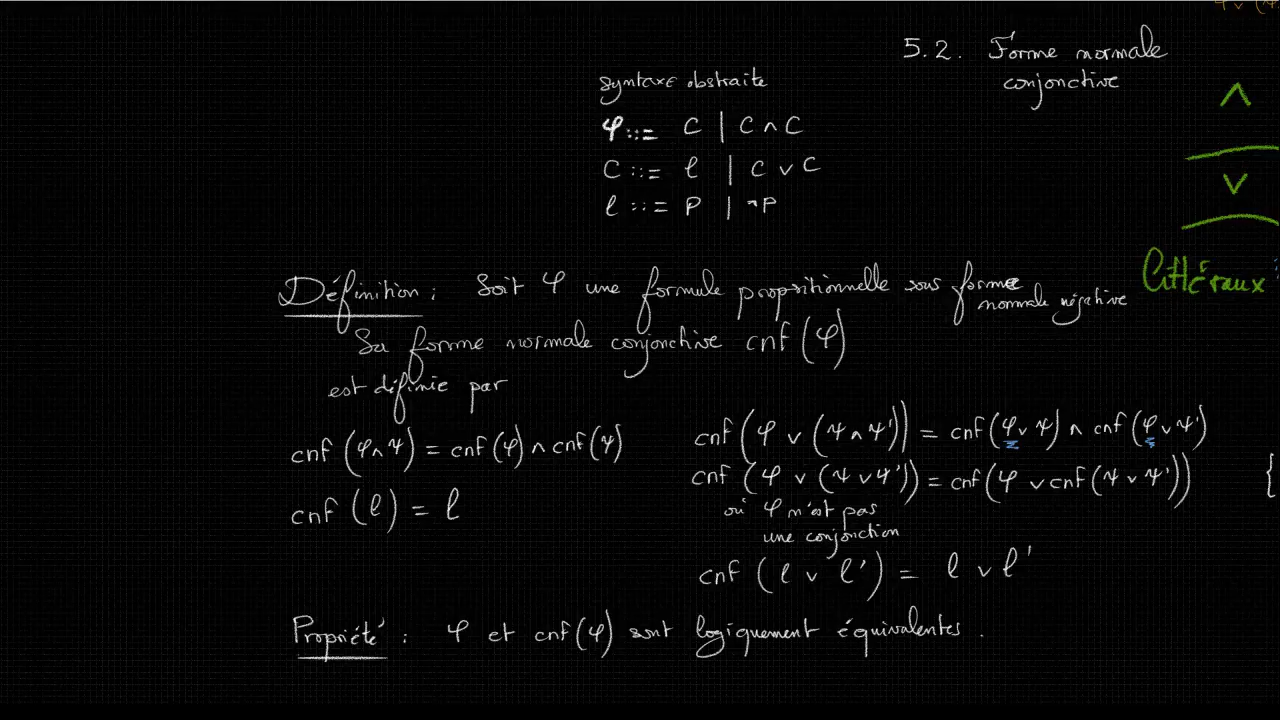 5.2. Forme normale
conjonctive
syntaxe abstraite
φ ::= C | C ∧ C
C ::= l | C ∨ C
l ::= P | ¬P
∧
∨
littéraux
Définition : Soit φ une formule propositionnelle sous forme
normale négative
Sa forme normale conjonctive cnf(φ)
est définie par
cnf(φ∧ψ) = cnf(φ) ∧ cnf(ψ)
cnf(l) = l
cnf(φ ∨ (ψ ∧ ψ')) = cnf(φ ∨ ψ) ∧ cnf(φ ∨ ψ')
cnf(φ ∨ (ψ ∨ ψ')) = cnf(φ ∨ cnf(ψ ∨ ψ'))
où φ n'est pas
une conjonction
cnf(l ∨ l') = l ∨ l'
Propriété : φ et cnf(φ) sont logiquement équivalentes.